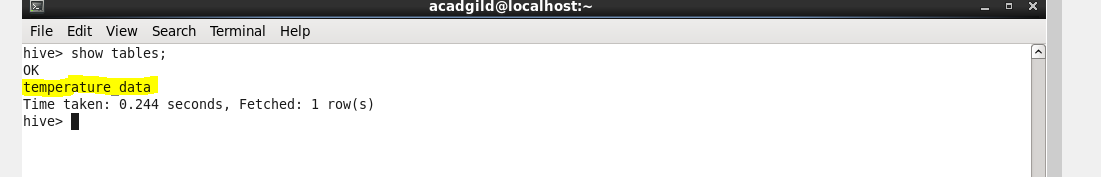 acadgild@localhost:~
File Edit View Search Terminal Help
hive> show tables;
OK
temperature_data
Time taken: 0.244 seconds, Fetched: 1 row(s)
hive>